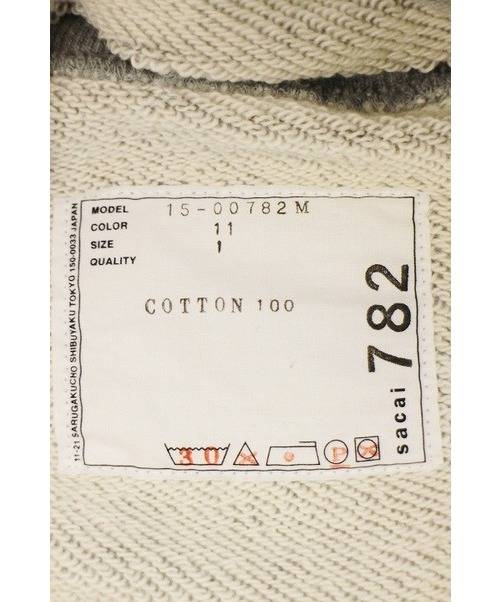 MODEL 15-00782M
COLOR 11
SIZE 1
QUALITY
COTTON 100
30
P
sacai 782
11-21 SARUGAKUCHO SHIBUYAKU TOKYO 150-0033 JAPAN